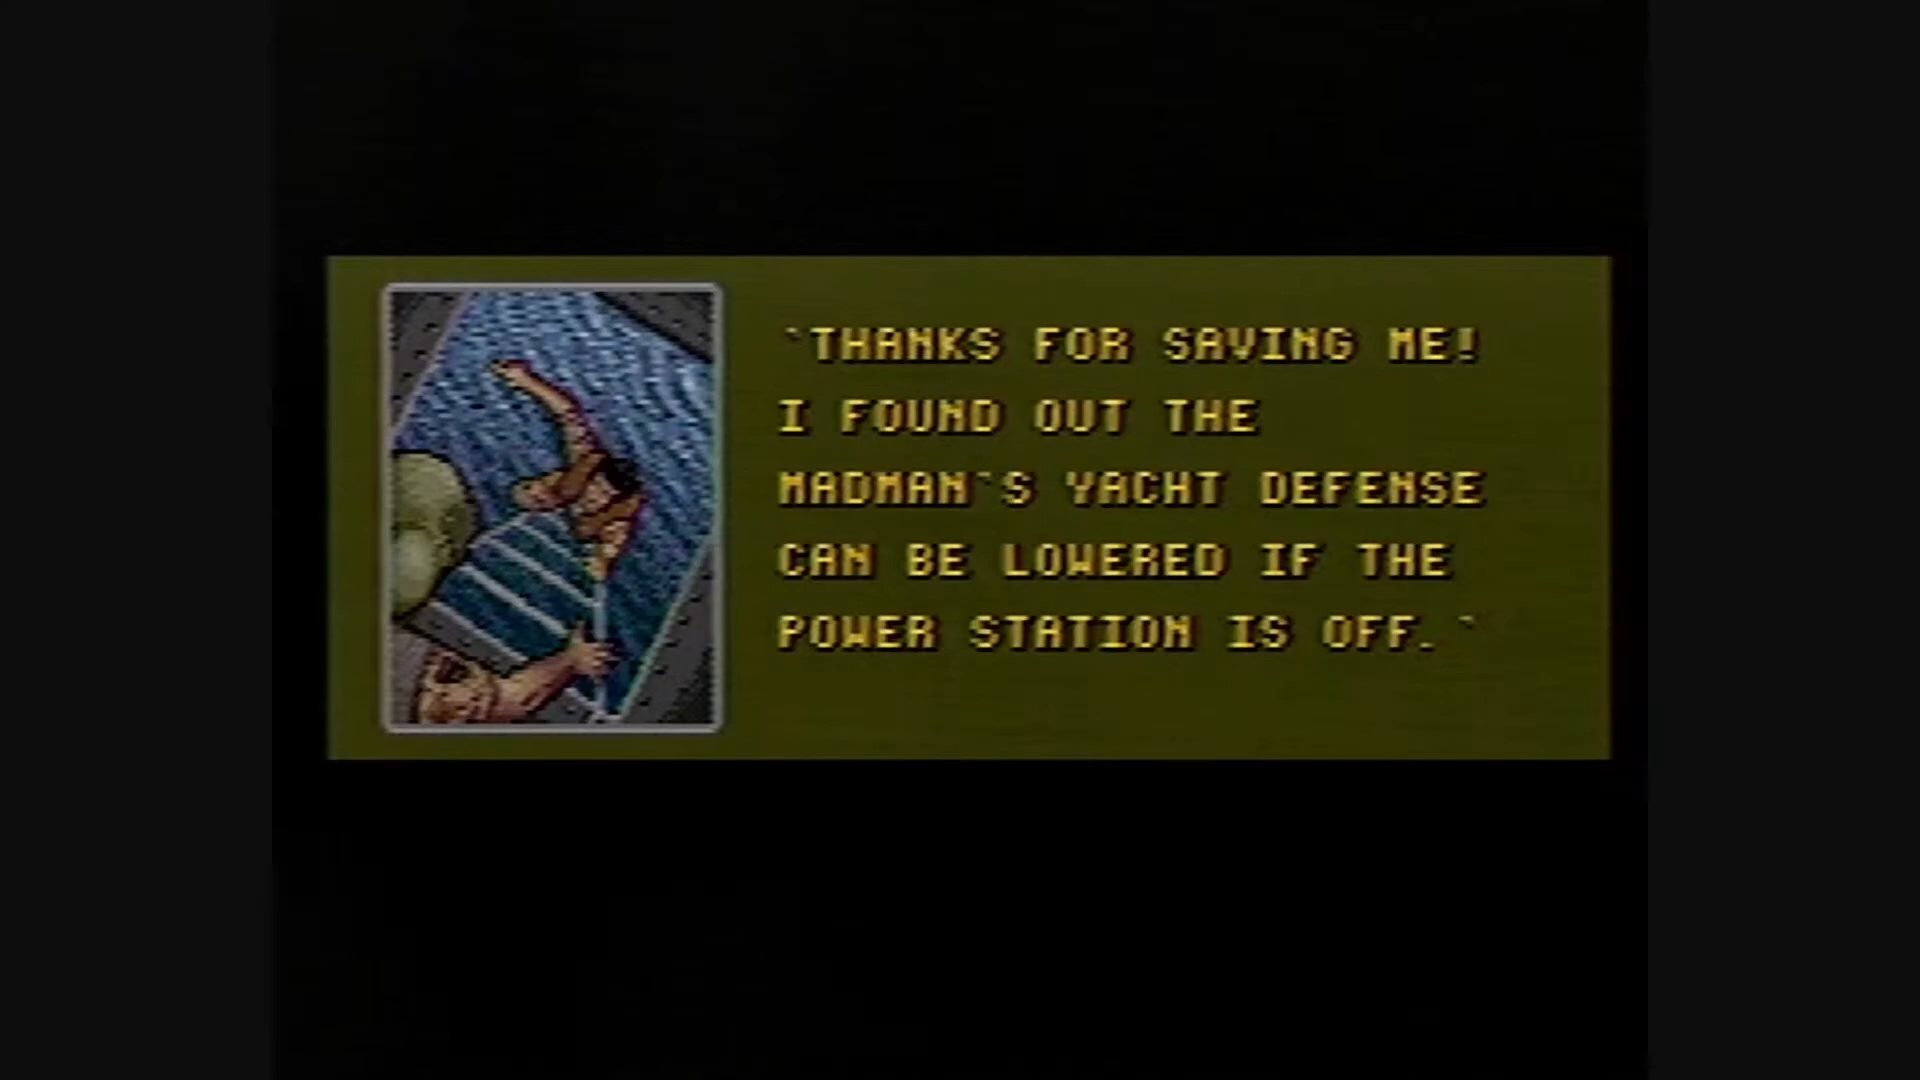 `THANKS FOR SAVING ME!
I FOUND OUT THE
MADMAN`S YACHT DEFENSE
CAN BE LOWERED IF THE
POWER STATION IS OFF.`